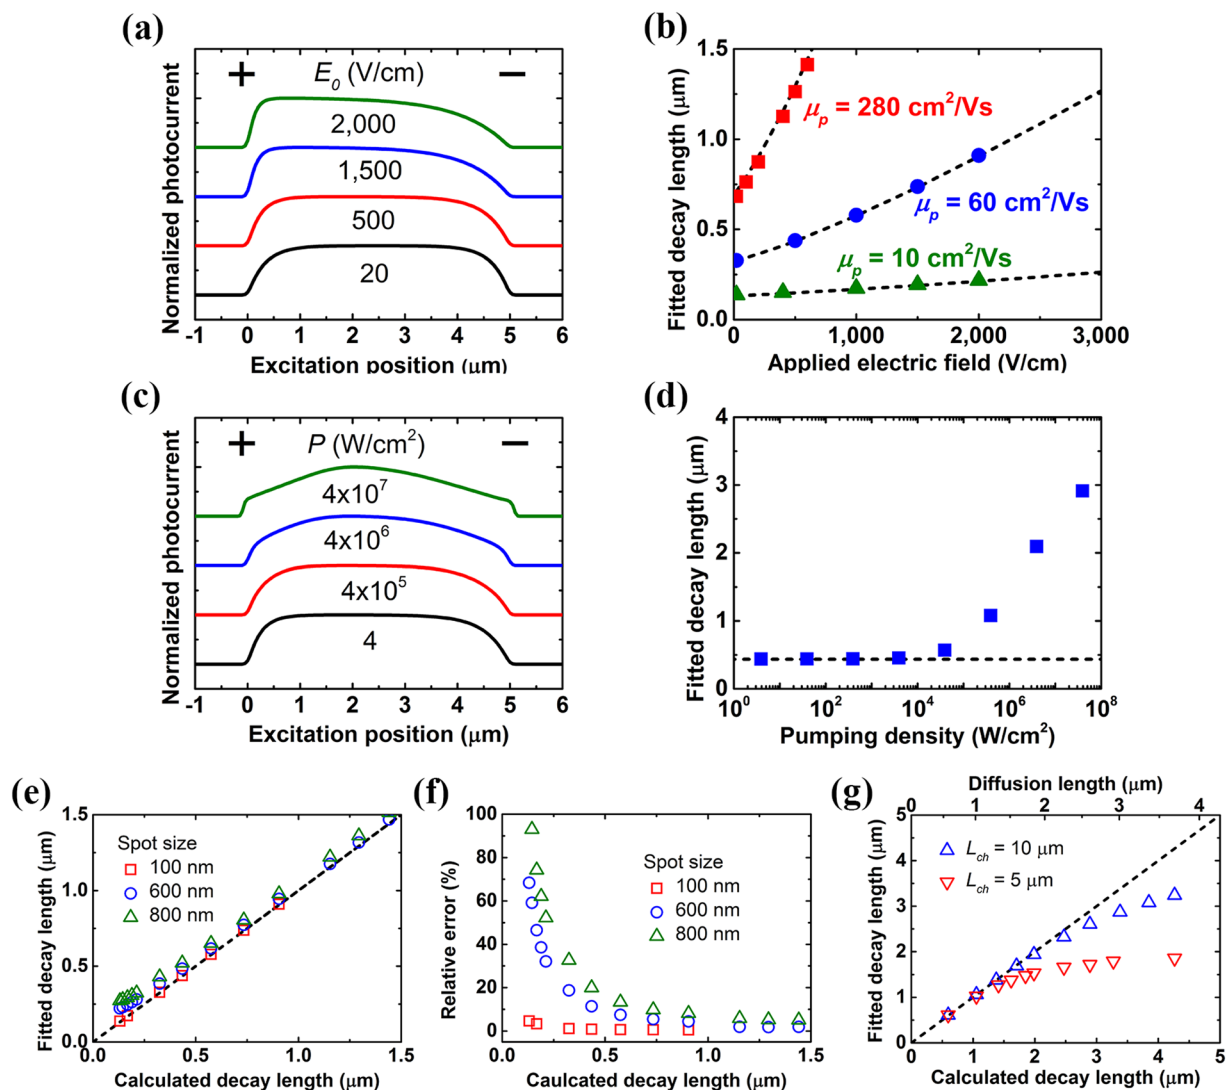 (a)
+ E₀ (V/cm) −
2,000
1,500
500
20
Normalized photocurrent
-1 0 1 2 3 4 5 6
Excitation position (μm)
(b)
1.5
1.0
0.5
0.0
Fitted decay length (μm)
μₚ = 280 cm²/Vs
μₚ = 60 cm²/Vs
μₚ = 10 cm²/Vs
0 1,000 2,000 3,000
Applied electric field (V/cm)
(c)
+ P (W/cm²) −
4x10⁷
4x10⁶
4x10⁵
4
Normalized photocurrent
-1 0 1 2 3 4 5 6
Excitation position (μm)
(d)
4
3
2
1
0
Fitted decay length (μm)
10⁰ 10² 10⁴ 10⁶ 10⁸
Pumping density (W/cm²)
(e)
1.5
1.0
0.5
0.0
Fitted decay length (μm)
Spot size
100 nm
600 nm
800 nm
0.0 0.5 1.0 1.5
Calculated decay length (μm)
(f)
100
80
60
40
20
0
Relative error (%)
Spot size
100 nm
600 nm
800 nm
0.0 0.5 1.0 1.5
Caulcated decay length (μm)
(g)
Diffusion length (μm)
0 1 2 3 4
5
4
3
2
1
0
Fitted decay length (μm)
L_ch = 10 μm
L_ch = 5 μm
0 1 2 3 4 5
Calculated decay length (μm)